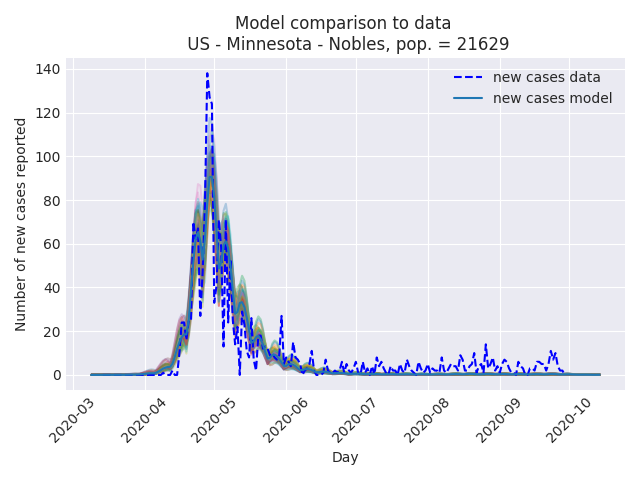 Model comparison to data
US - Minnesota - Nobles, pop. = 21629
new cases data
new cases model
Number of new cases reported
140
120
100
80
60
40
20
0
2020-03
2020-04
2020-05
2020-06
2020-07
2020-08
2020-09
2020-10
Day